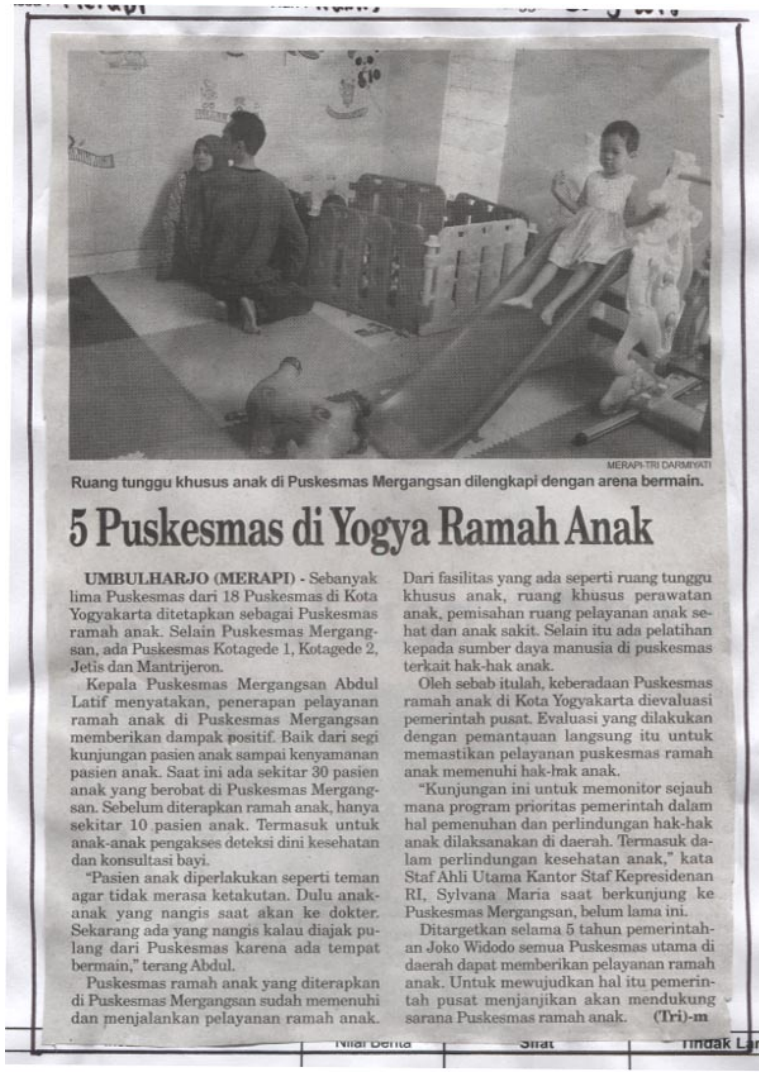 Merapi
MERAPI-TRI DARMIYATI
Ruang tunggu khusus anak di Puskesmas Mergangsan dilengkapi dengan arena bermain.
5 Puskesmas di Yogya Ramah Anak
UMBULHARJO (MERAPI) - Sebanyak
lima Puskesmas dari 18 Puskesmas di Kota
Yogyakarta ditetapkan sebagai Puskesmas
ramah anak. Selain Puskesmas Mergang-
san, ada Puskesmas Kotagede 1, Kotagede 2,
Jetis dan Mantrijeron.
Kepala Puskesmas Mergangsan Abdul
Latif menyatakan, penerapan pelayanan
ramah anak di Puskesmas Mergangsan
memberikan dampak positif. Baik dari segi
kunjungan pasien anak sampai kenyamanan
pasien anak. Saat ini ada sekitar 30 pasien
anak yang berobat di Puskesmas Mergang-
san. Sebelum diterapkan ramah anak, hanya
sekitar 10 pasien anak. Termasuk untuk
anak-anak pengakses deteksi dini kesehatan
dan konsultasi bayi.
"Pasien anak diperlakukan seperti teman
agar tidak merasa ketakutan. Dulu anak-
anak yang nangis saat akan ke dokter.
Sekarang ada yang nangis kalau diajak pu-
lang dari Puskesmas karena ada tempat
bermain," terang Abdul.
Puskesmas ramah anak yang diterapkan
di Puskesmas Mergangsan sudah memenuhi
dan menjalankan pelayanan ramah anak.
Dari fasilitas yang ada seperti ruang tunggu
khusus anak, ruang khusus perawatan
anak, pemisahan ruang pelayanan anak se-
hat dan anak sakit. Selain itu ada pelatihan
kepada sumber daya manusia di puskesmas
terkait hak-hak anak.
Oleh sebab itulah, keberadaan Puskesmas
ramah anak di Kota Yogyakarta dievaluasi
pemerintah pusat. Evaluasi yang dilakukan
dengan pemantauan langsung itu untuk
memastikan pelayanan puskesmas ramah
anak memenuhi hak-hak anak.
"Kunjungan ini untuk memonitor sejauh
mana program prioritas pemerintah dalam
hal pemenuhan dan perlindungan hak-hak
anak dilaksanakan di daerah. Termasuk da-
lam perlindungan kesehatan anak," kata
Staf Ahli Utama Kantor Staf Kepresidenan
RI, Sylvana Maria saat berkunjung ke
Puskesmas Mergangsan, belum lama ini.
Ditargetkan selama 5 tahun pemerintah-
an Joko Widodo semua Puskesmas utama di
daerah dapat memberikan pelayanan ramah
anak. Untuk mewujudkan hal itu pemerin-
tah pusat menjanjikan akan mendukung
sarana Puskesmas ramah anak. (Tri)-m
Nilai Berita Sifat Tindak La